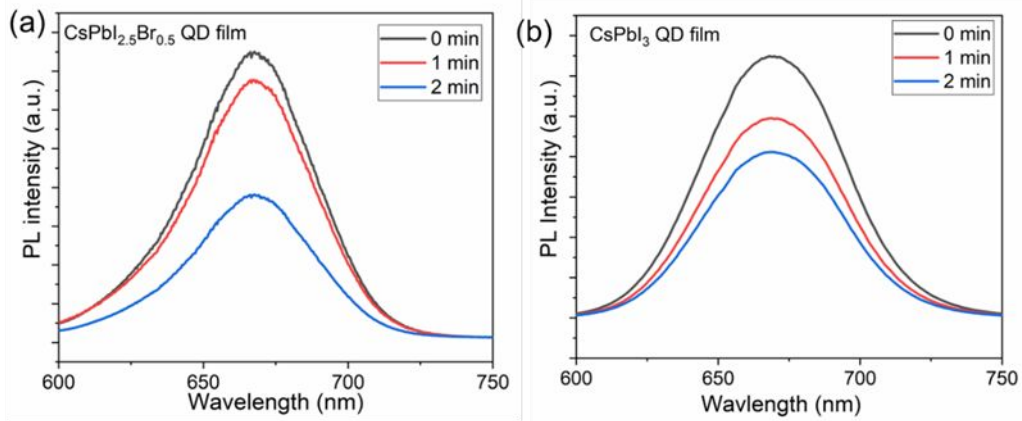 (a)
CsPbI2.5Br0.5 QD film
0 min
1 min
2 min
PL intensity (a.u.)
600
650
700
750
Wavelength (nm)
(b)
CsPbI3 QD film
0 min
1 min
2 min
PL Intensity (a.u.)
600
650
700
750
Wavlength (nm)